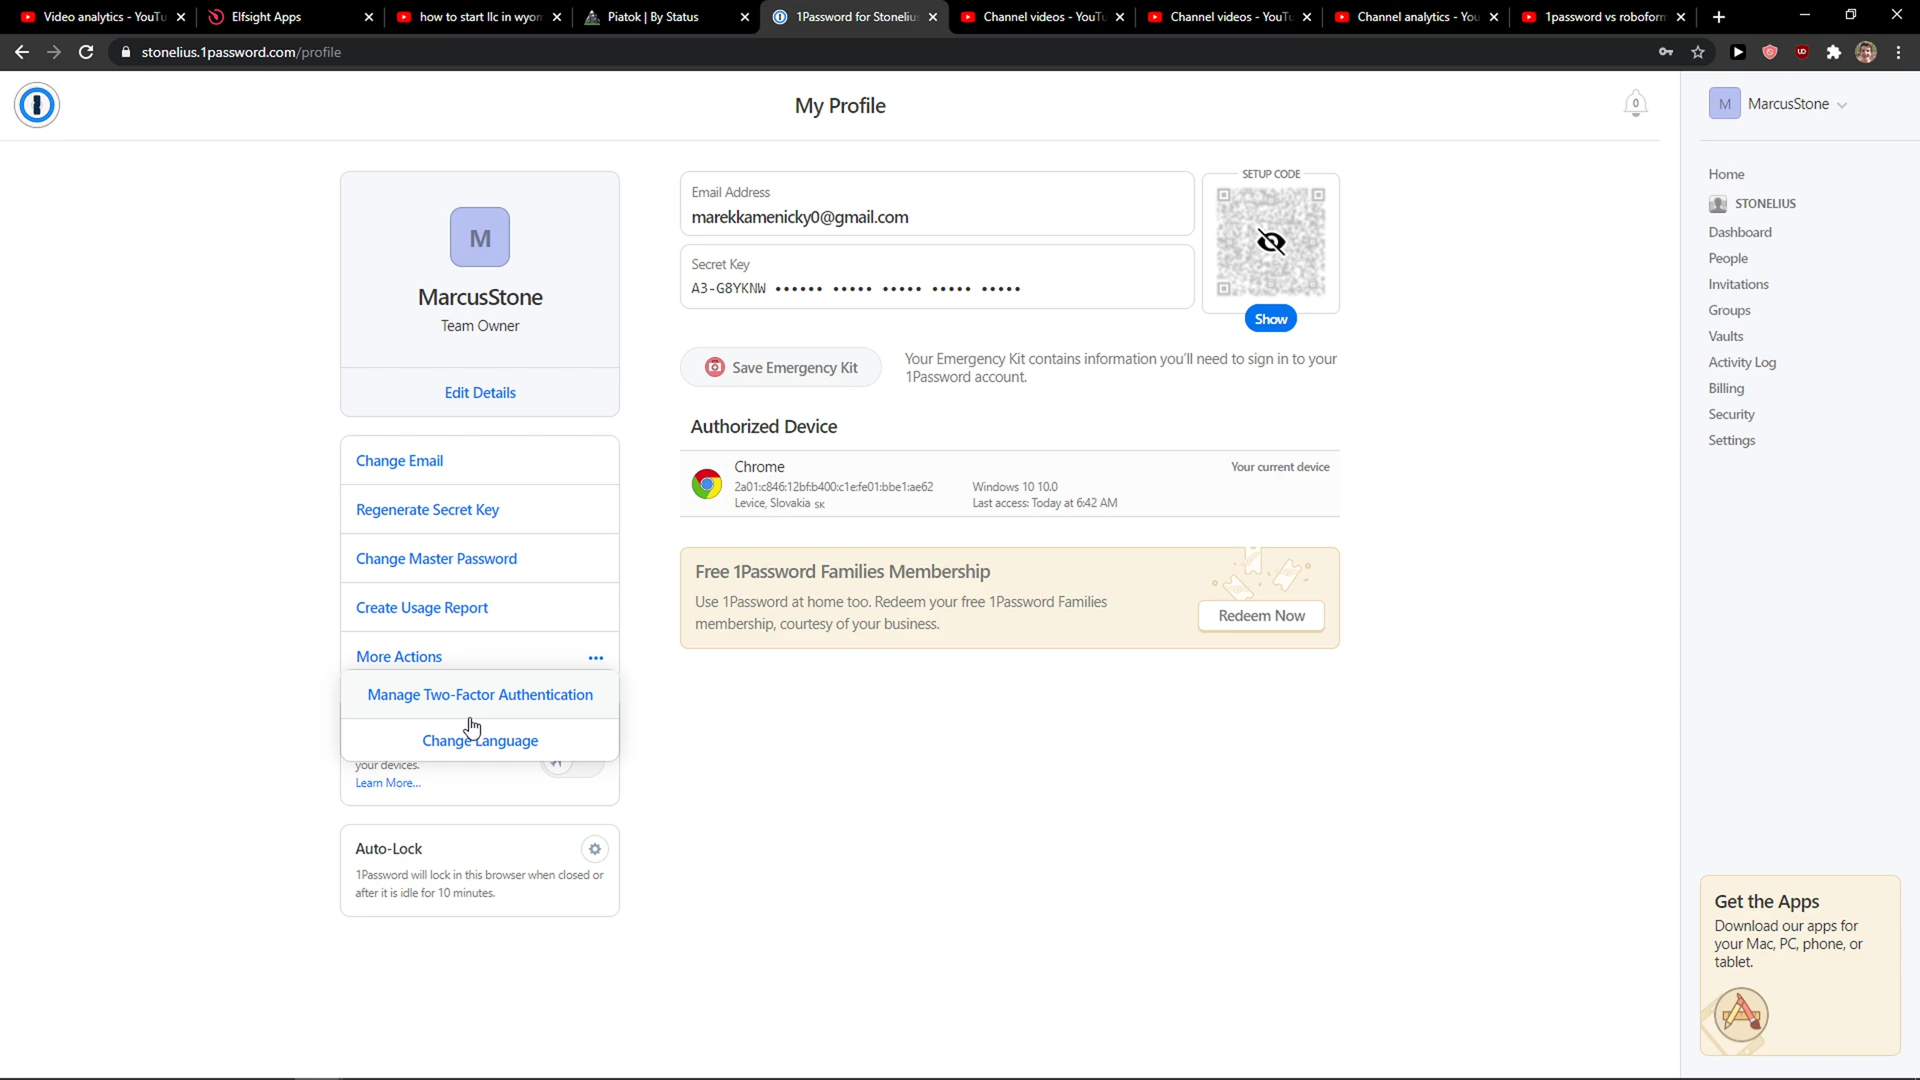 Video analytics - YouTu
Elfsight Apps
how to start llc in wyom
Piatok | By Status
1Password for Stonelius
Channel videos - YouTu
Channel videos - YouTu
Channel analytics - You
1password vs roboform
stonelius.1password.com/profile
My Profile
0
M
MarcusStone
M
MarcusStone
Team Owner
Edit Details
Change Email
Regenerate Secret Key
Change Master Password
Create Usage Report
More Actions
Manage Two-Factor Authentication
Change Language
your devices.
Learn More...
Auto-Lock
1Password will lock in this browser when closed or
after it is idle for 10 minutes.
Email Address
marekkamenicky0@gmail.com
Secret Key
A3-G8YKNW •••••• ••••• ••••• ••••• •••••
SETUP CODE
Show
Save Emergency Kit
Your Emergency Kit contains information you'll need to sign in to your
1Password account.
Authorized Device
Chrome
Your current device
2a01:c846:12bf:b400:c1e:fe01:bbe1:ae62
Windows 10 10.0
Levice, Slovakia SK
Last access: Today at 6:42 AM
Free 1Password Families Membership
Use 1Password at home too. Redeem your free 1Password Families
membership, courtesy of your business.
Redeem Now
Home
STONELIUS
Dashboard
People
Invitations
Groups
Vaults
Activity Log
Billing
Security
Settings
Get the Apps
Download our apps for
your Mac, PC, phone, or
tablet.